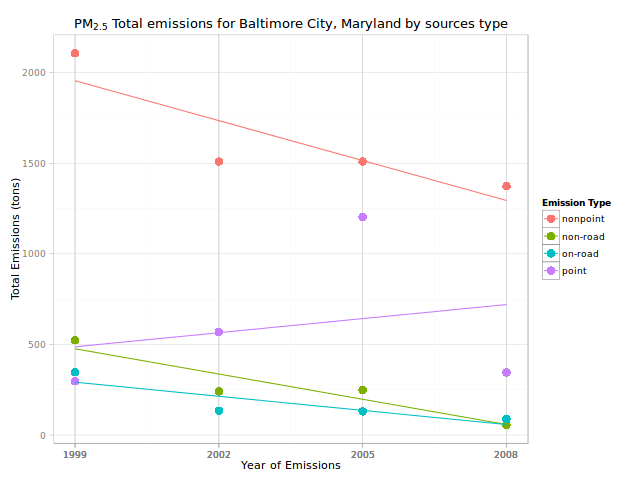 PM2.5 Total emissions for Baltimore City, Maryland by sources type
2000
1500
1000
500
0
Total Emissions (tons)
1999 2002 2005 2008
Year of Emissions
Emission Type
nonpoint
non-road
on-road
point